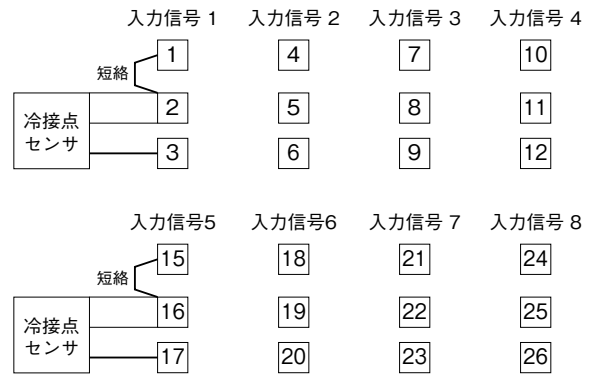 入力信号 1 入力信号 2 入力信号 3 入力信号 4
1 4 7 10
短絡
2 5 8 11
冷接点
センサ
3 6 9 12
入力信号5 入力信号6 入力信号 7 入力信号 8
15 18 21 24
短絡
16 19 22 25
冷接点
センサ
17 20 23 26